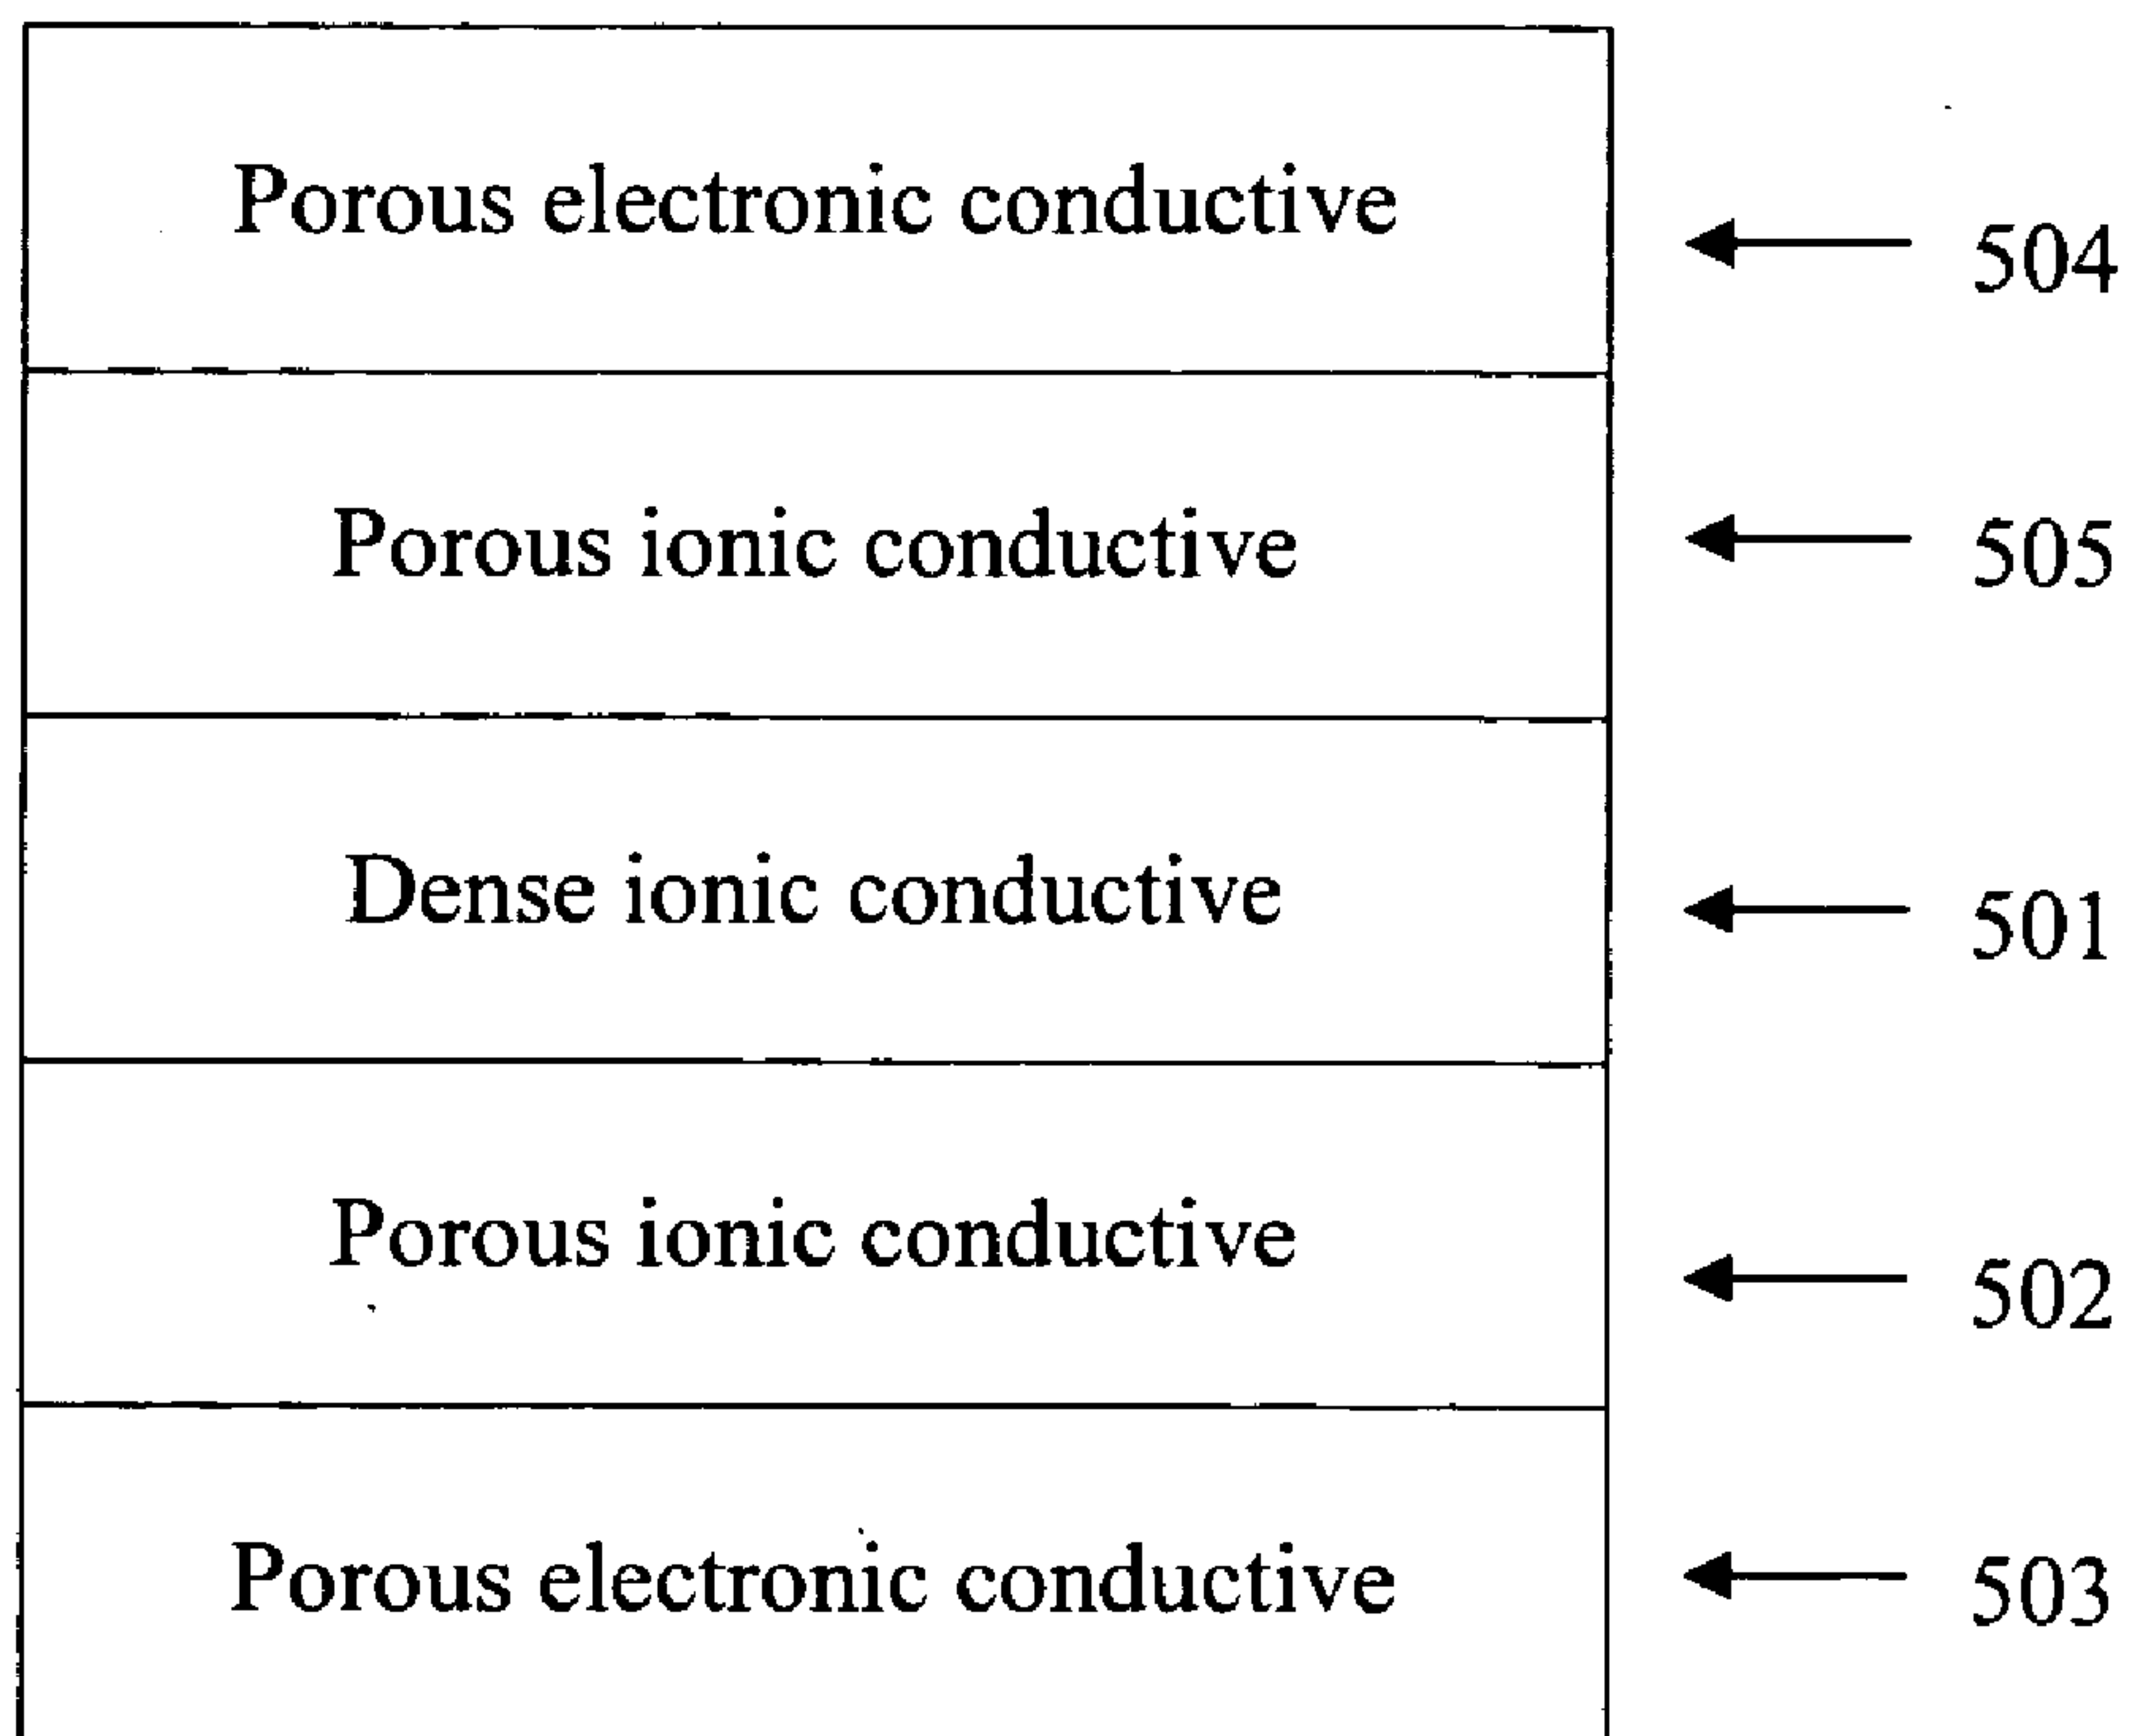 Porous electronic conductive
504
Porous ionic conductive
505
Dense ionic conductive
501
Porous ionic conductive
502
Porous electronic conductive
503